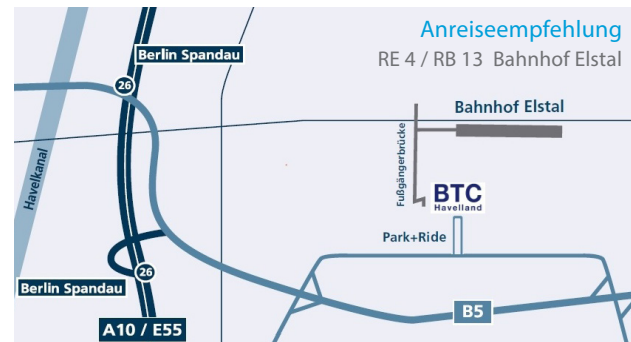 Anreiseempfehlung
RE 4 / RB 13 Bahnhof Elstal
Berlin Spandau
26
Havelkanal
Bahnhof Elstal
Fußgängerbrücke
BTC
Havelland
Park+Ride
26
Berlin Spandau
B5
A10 / E55